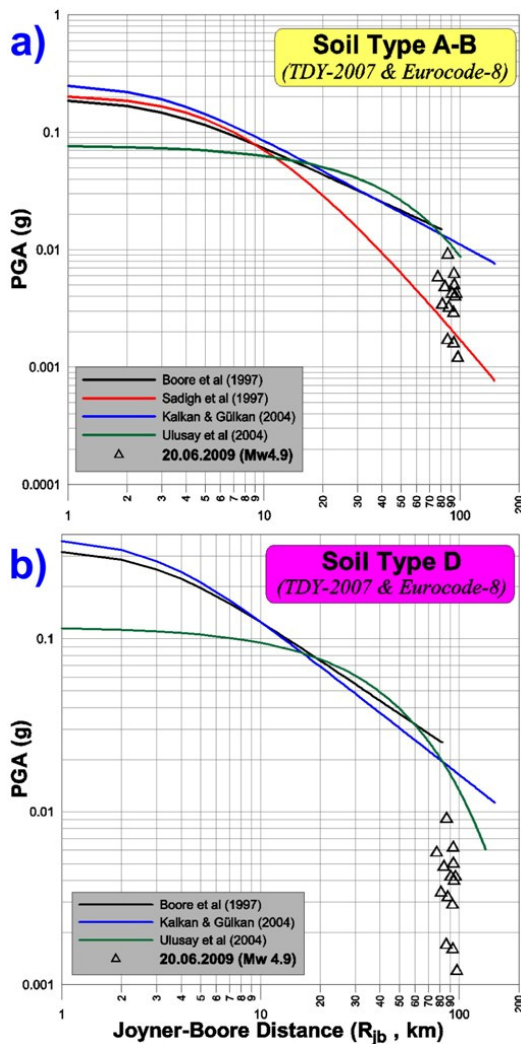 a)
Soil Type A-B
(TDY-2007 & Eurocode-8)
1
0.1
0.01
0.001
0.0001
PGA (g)
Boore et al (1997)
Sadigh et al (1997)
Kalkan & Gülkan (2004)
Ulusay et al (2004)
20.06.2009 (Mw4.9)
1 2 3 4 5 6 7 8 9 10 20 30 40 50 60 70 80 90 100 200
b)
Soil Type D
(TDY-2007 & Eurocode-8)
0.1
0.01
0.001
PGA (g)
Boore et al (1997)
Kalkan & Gülkan (2004)
Ulusay et al (2004)
20.06.2009 (Mw 4.9)
1 2 3 4 5 6 7 8 9 10 20 30 40 50 60 70 80 90 100 200
Joyner-Boore Distance (Rjb , km)